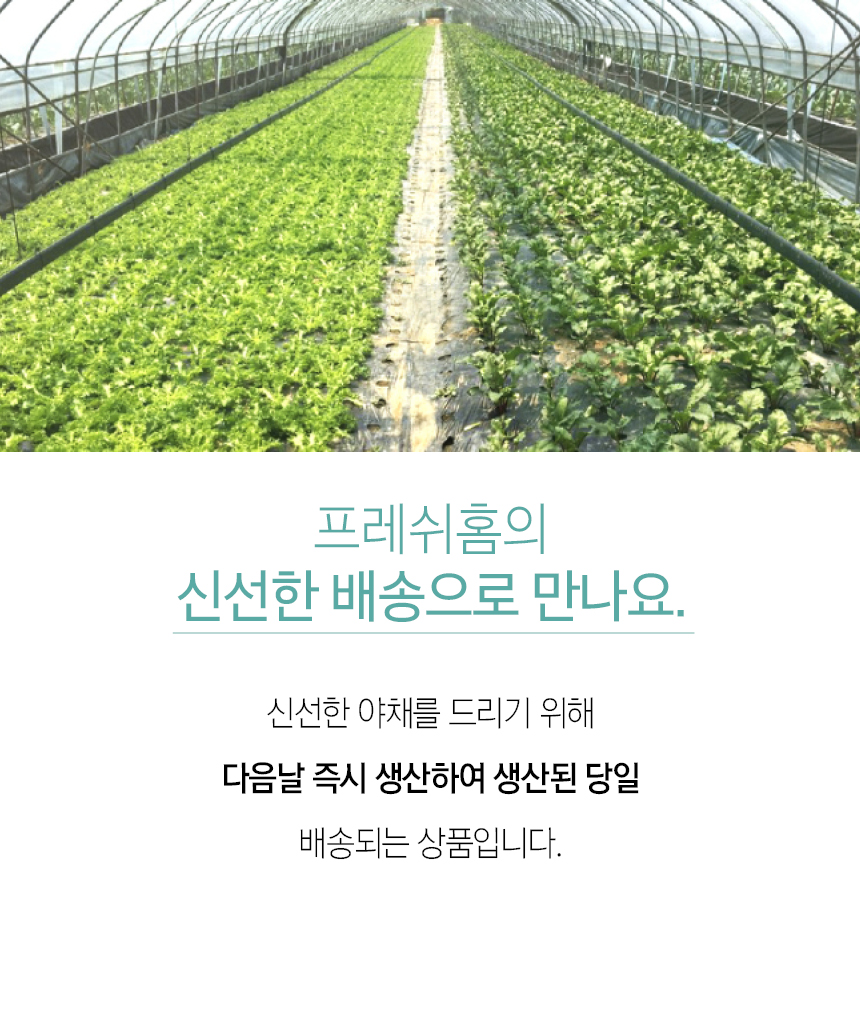 프레쉬홈의
신선한 배송으로 만나요.
신선한 야채를 드리기 위해
다음날 즉시 생산하여 생산된 당일
배송되는 상품입니다.